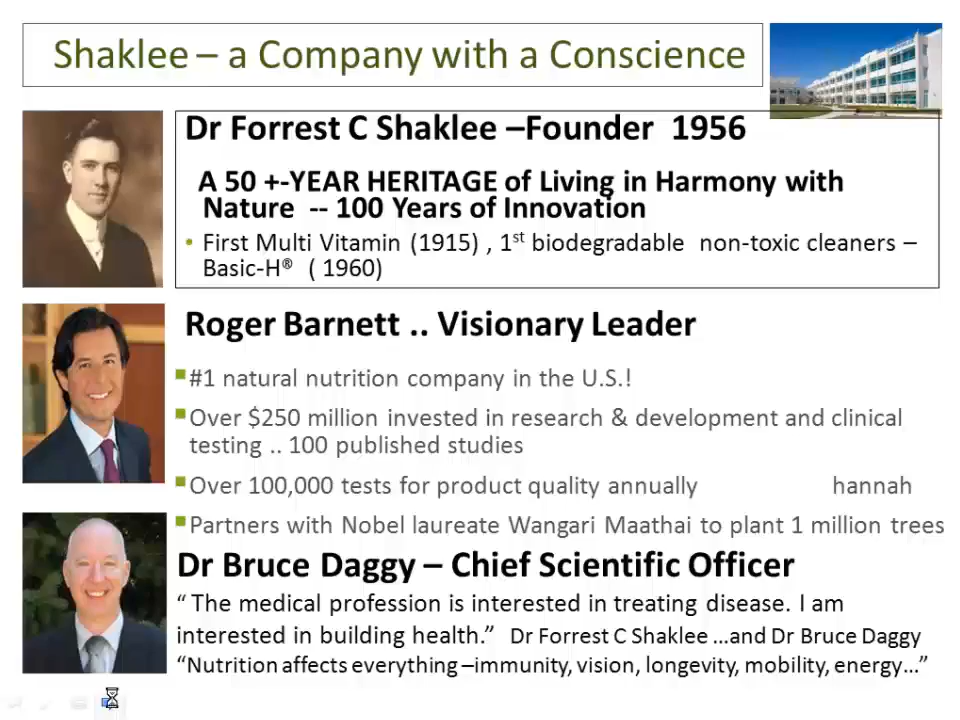 Shaklee – a Company with a Conscience
Dr Forrest C Shaklee –Founder 1956
A 50 +-YEAR HERITAGE of Living in Harmony with
Nature -- 100 Years of Innovation
• First Multi Vitamin (1915) , 1st biodegradable non-toxic cleaners –
Basic-H® ( 1960)
Roger Barnett .. Visionary Leader
▪#1 natural nutrition company in the U.S.!
▪Over $250 million invested in research & development and clinical
testing .. 100 published studies
▪Over 100,000 tests for product quality annually hannah
▪Partners with Nobel laureate Wangari Maathai to plant 1 million trees
Dr Bruce Daggy – Chief Scientific Officer
“ The medical profession is interested in treating disease. I am
interested in building health.” Dr Forrest C Shaklee ...and Dr Bruce Daggy
“Nutrition affects everything –immunity, vision, longevity, mobility, energy...”